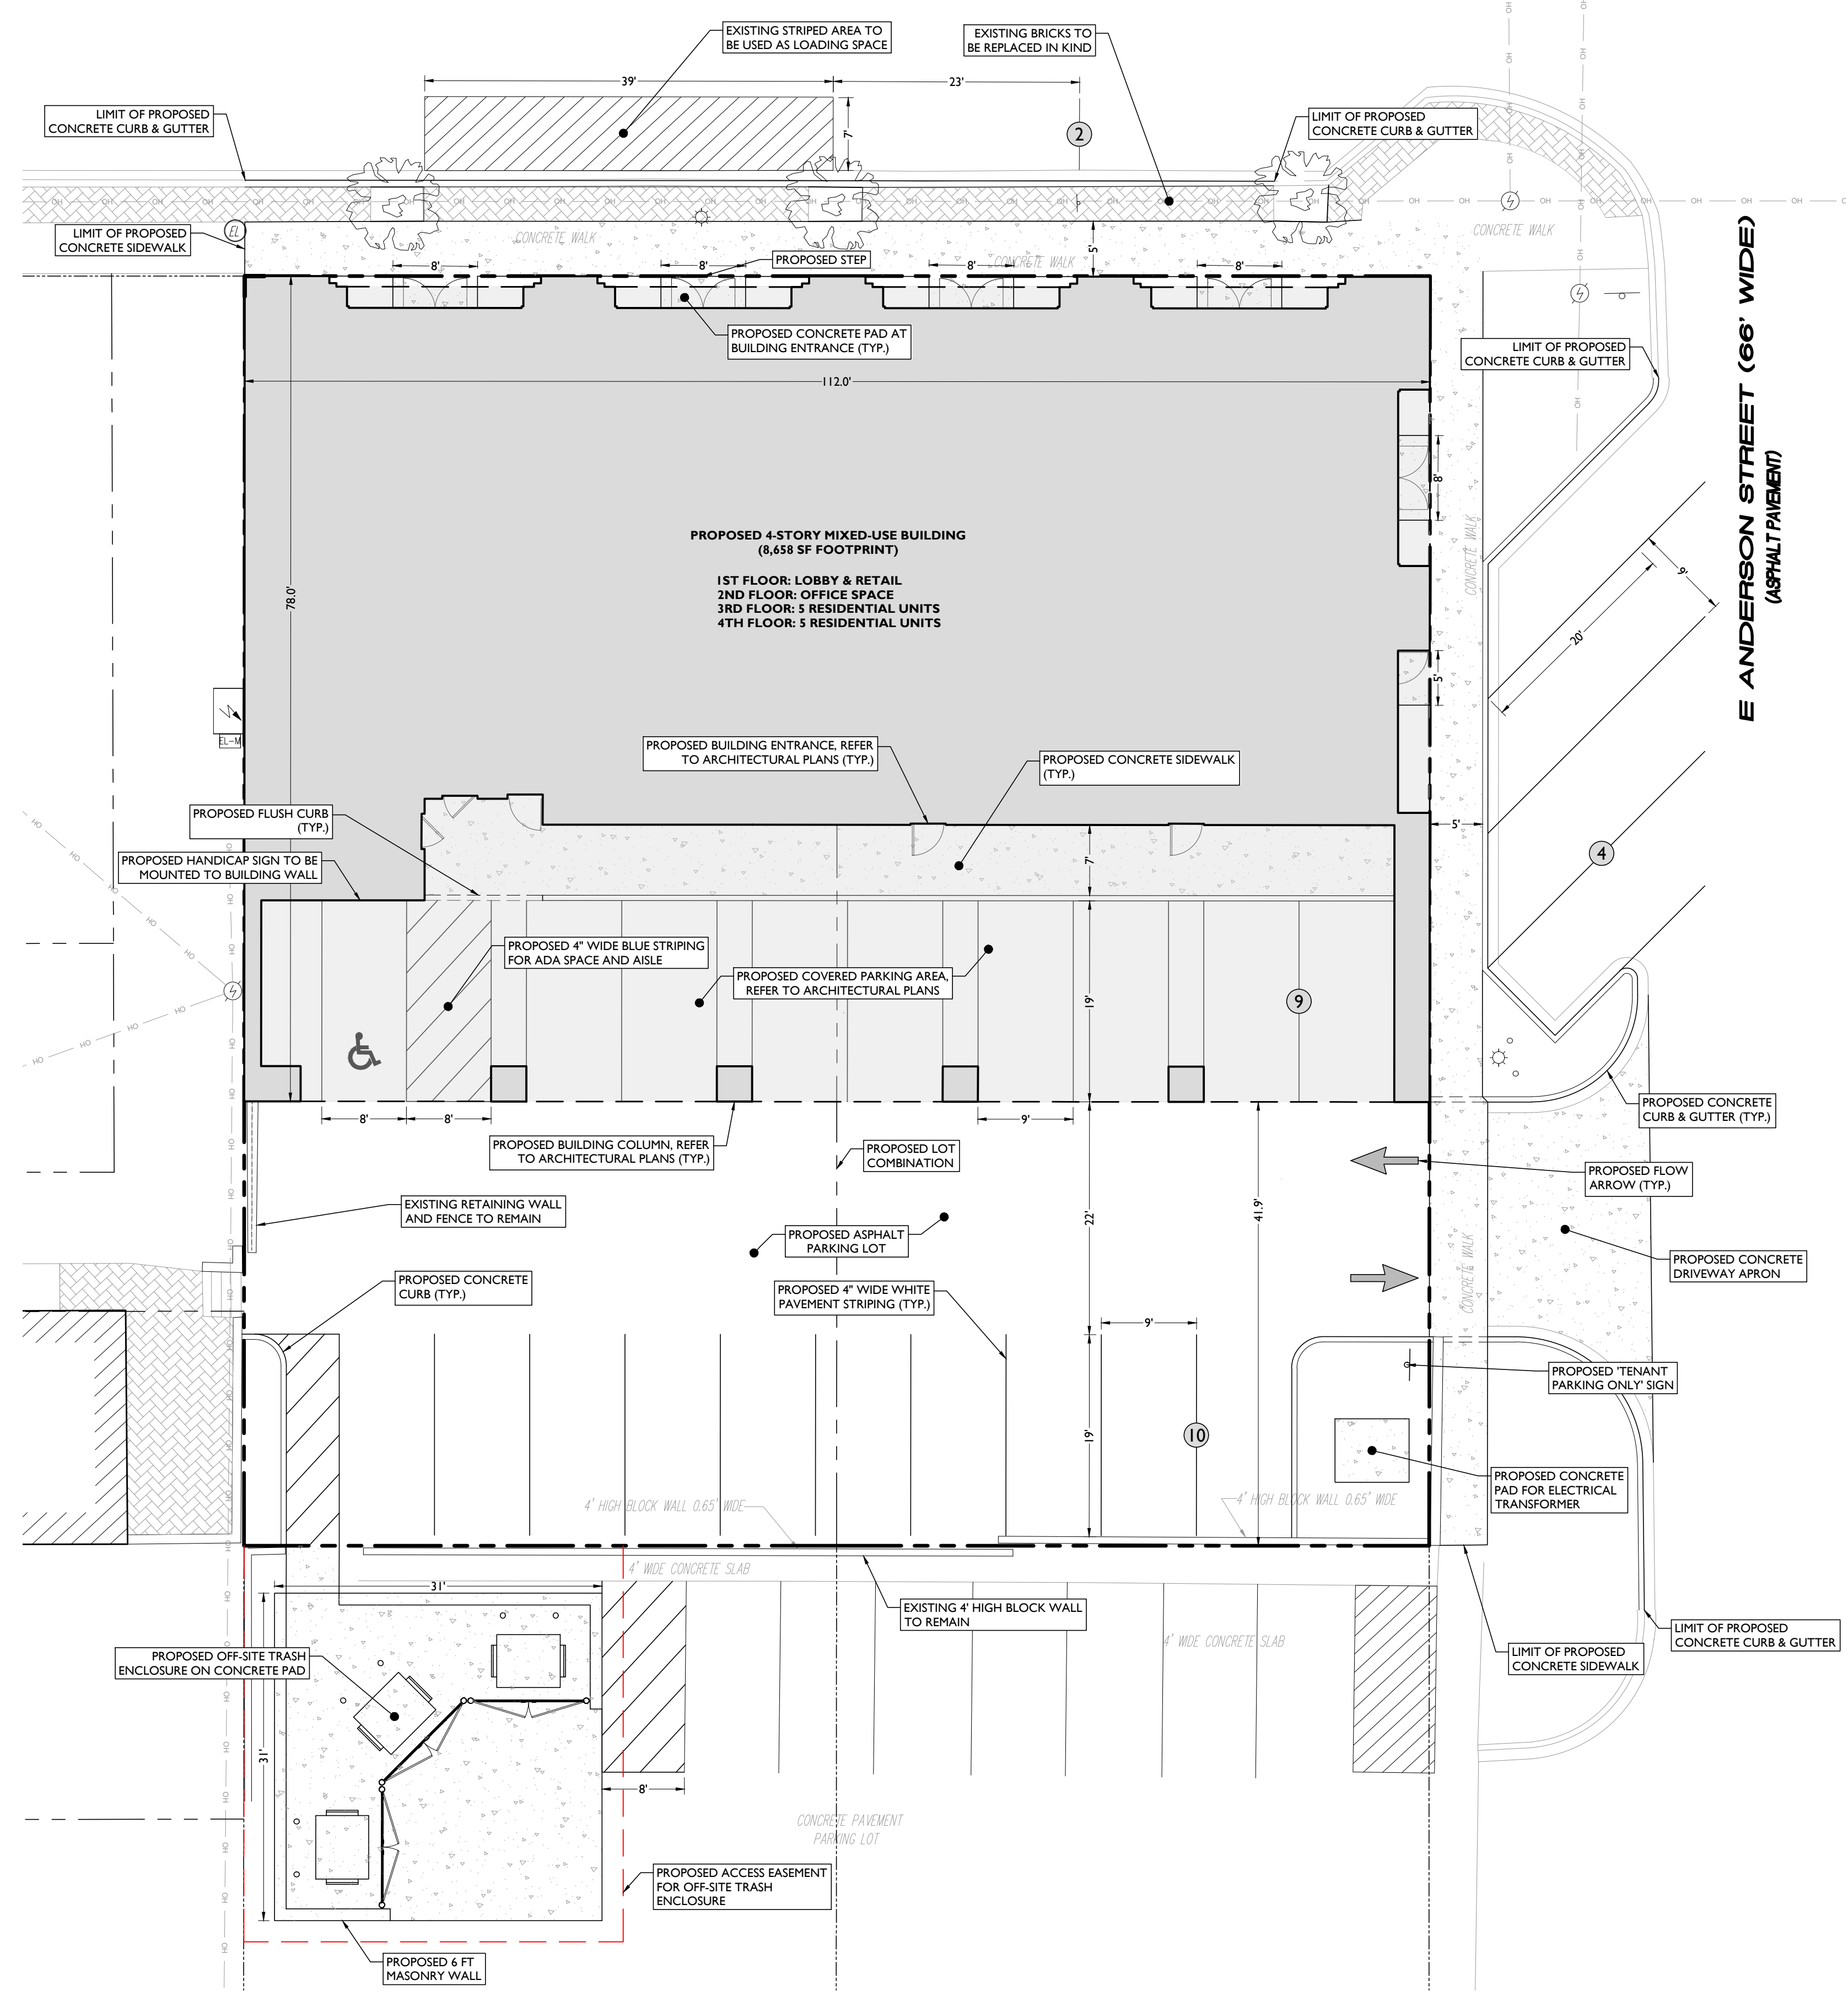 EXISTING STRIPED AREA TO
BE USED AS LOADING SPACE
EXISTING BRICKS TO
BE REPLACED IN KIND
39'
23'
7'
2
LIMIT OF PROPOSED
CONCRETE CURB & GUTTER
LIMIT OF PROPOSED
CONCRETE CURB & GUTTER
LIMIT OF PROPOSED
CONCRETE SIDEWALK
EL
CONCRETE WALK
CONCRETE WALK
CONCRETE WALK
PROPOSED STEP
5'
8'
8'
8'
8'
PROPOSED CONCRETE PAD AT
BUILDING ENTRANCE (TYP.)
LIMIT OF PROPOSED
CONCRETE CURB & GUTTER
E ANDERSON STREET (66' WIDE)
(ASPHALT PAVEMENT)
112.0'
78.0'
8'
CONCRETE WALK
9'
20'
PROPOSED 4-STORY MIXED-USE BUILDING
(8,658 SF FOOTPRINT)
1ST FLOOR: LOBBY & RETAIL
2ND FLOOR: OFFICE SPACE
3RD FLOOR: 5 RESIDENTIAL UNITS
4TH FLOOR: 5 RESIDENTIAL UNITS
5'
EL-M
PROPOSED BUILDING ENTRANCE, REFER
TO ARCHITECTURAL PLANS (TYP.)
PROPOSED CONCRETE SIDEWALK
(TYP.)
PROPOSED FLUSH CURB
(TYP.)
PROPOSED HANDICAP SIGN TO BE
MOUNTED TO BUILDING WALL
7'
5'
4
PROPOSED 4" WIDE BLUE STRIPING
FOR ADA SPACE AND AISLE
PROPOSED COVERED PARKING AREA,
REFER TO ARCHITECTURAL PLANS
19'
9
8'
8'
9'
PROPOSED BUILDING COLUMN, REFER
TO ARCHITECTURAL PLANS (TYP.)
PROPOSED LOT
COMBINATION
PROPOSED CONCRETE
CURB & GUTTER (TYP.)
PROPOSED FLOW
ARROW (TYP.)
EXISTING RETAINING WALL
AND FENCE TO REMAIN
22'
41.9'
PROPOSED ASPHALT
PARKING LOT
PROPOSED CONCRETE
DRIVEWAY APRON
CONCRETE WALK
PROPOSED CONCRETE
CURB (TYP.)
PROPOSED 4" WIDE WHITE
PAVEMENT STRIPING (TYP.)
9'
PROPOSED 'TENANT
PARKING ONLY' SIGN
19'
10
PROPOSED CONCRETE
PAD FOR ELECTRICAL
TRANSFORMER
4' HIGH BLOCK WALL 0.65' WIDE
4' HIGH BLOCK WALL 0.65' WIDE
4' WIDE CONCRETE SLAB
31'
EXISTING 4' HIGH BLOCK WALL
TO REMAIN
4' WIDE CONCRETE SLAB
LIMIT OF PROPOSED
CONCRETE SIDEWALK
LIMIT OF PROPOSED
CONCRETE CURB & GUTTER
PROPOSED OFF-SITE TRASH
ENCLOSURE ON CONCRETE PAD
31'
8'
CONCRETE PAVEMENT
PARKING LOT
PROPOSED ACCESS EASEMENT
FOR OFF-SITE TRASH
ENCLOSURE
PROPOSED 6 FT
MASONRY WALL